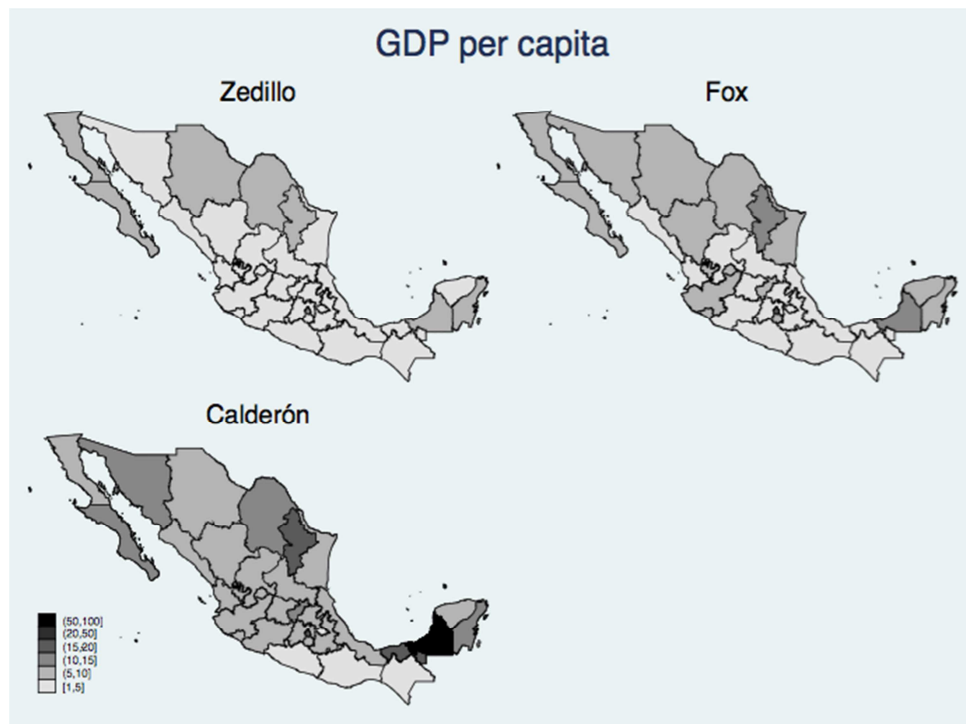 GDP per capita
Zedillo
Fox
Calderón
(50,100]
(20,50]
(15,20]
(10,15]
(5,10]
[1,5]